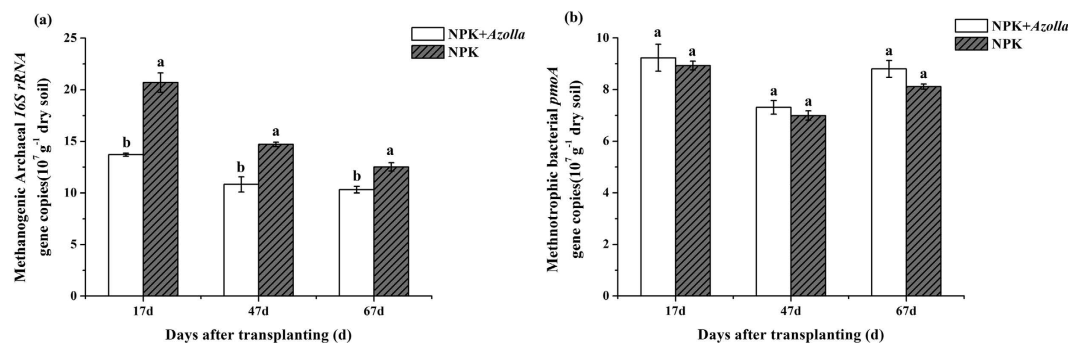 (a)
NPK+Azolla
NPK
Methanogenic Archaeal 16S rRNA
gene copies(10⁷ g⁻¹ dry soil)
25
20
15
10
5
0
b
a
b
a
b
a
17d
47d
67d
Days after transplanting (d)
(b)
NPK+Azolla
NPK
Methnotrophic bacterial pmoA
gene copies(10⁷ g⁻¹ dry soil)
10
8
6
4
2
0
a
a
a
a
a
a
17d
47d
67d
Days after transplanting (d)